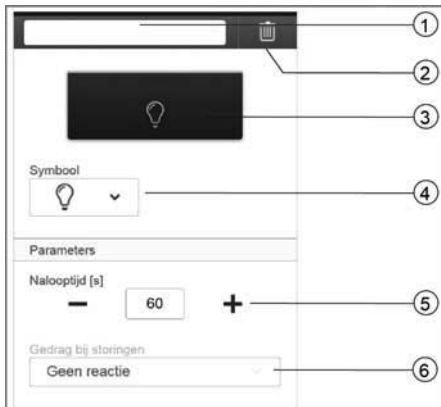 1
2
3
Symbool
4
Parameters
Nalooptijd [s]
60
5
Gedrag bij storingen
Geen reactie
6